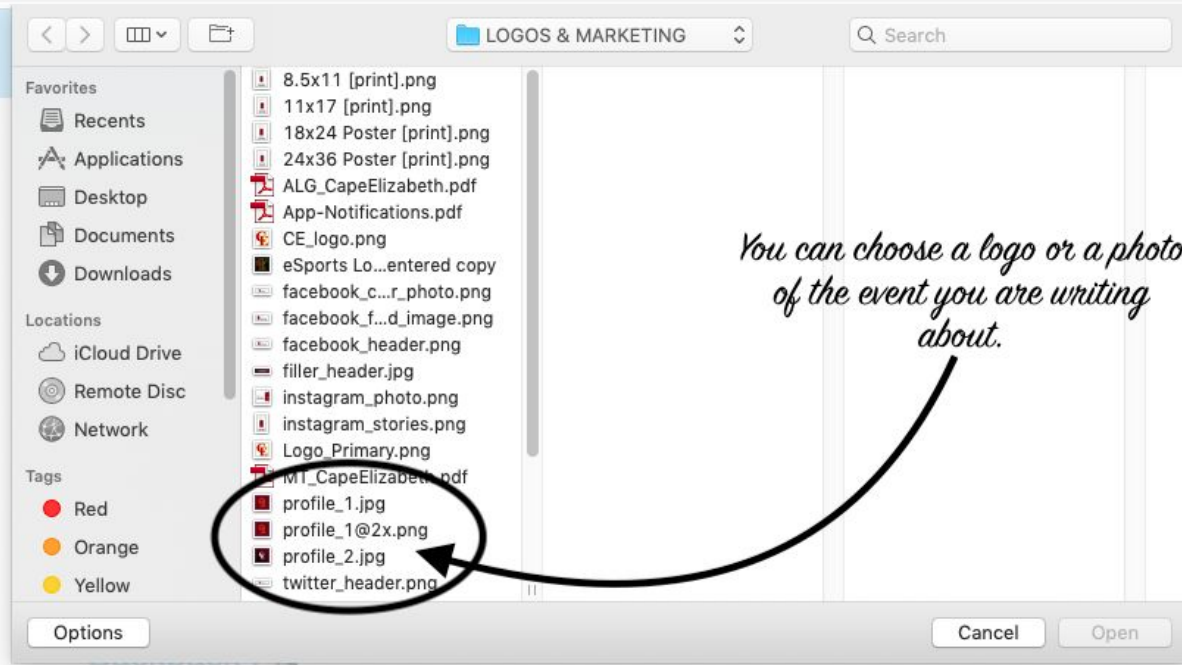 LOGOS & MARKETING
Search
Favorites
Recents
Applications
Desktop
Documents
Downloads
Locations
iCloud Drive
Remote Disc
Network
Tags
Red
Orange
Yellow
8.5x11 [print].png
11x17 [print].png
18x24 Poster [print].png
24x36 Poster [print].png
ALG_CapeElizabeth.pdf
App-Notifications.pdf
CE_logo.png
eSports Lo...entered copy
facebook_c...r_photo.png
facebook_f...d_image.png
facebook_header.png
filler_header.jpg
instagram_photo.png
instagram_stories.png
Logo_Primary.png
MT_CapeElizabeth.pdf
profile_1.jpg
profile_1@2x.png
profile_2.jpg
twitter_header.png
You can choose a logo or a photo
of the event you are writing
about.
Options
Cancel
Open